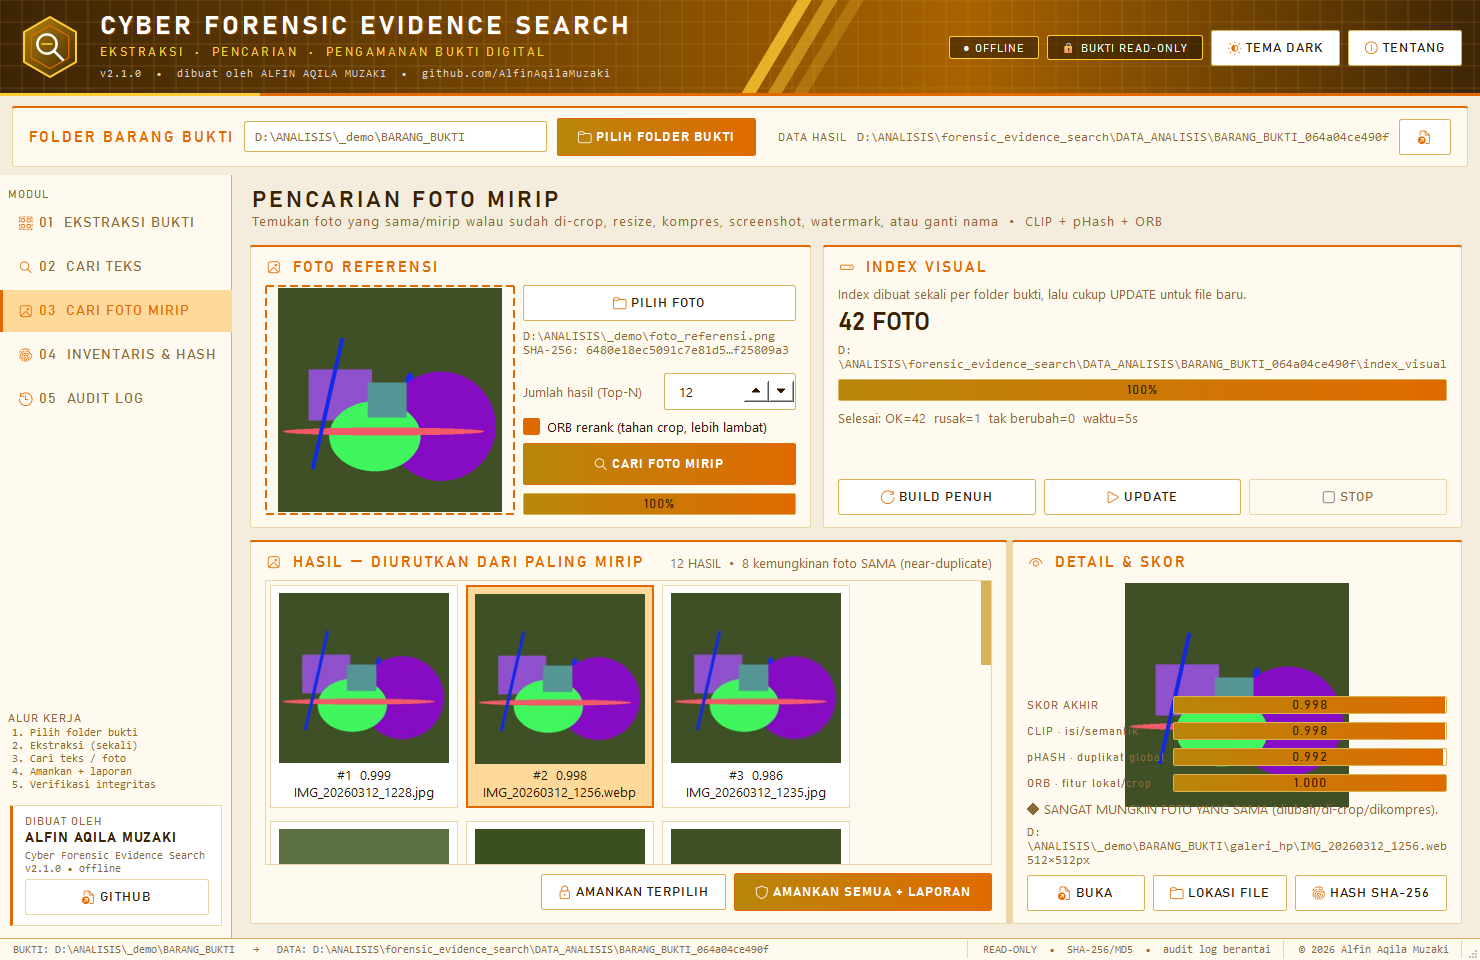 CYBER FORENSIC EVIDENCE SEARCH
EKSTRAKSI · PENCARIAN · PENGAMANAN BUKTI DIGITAL
v2.1.0 • dibuat oleh ALFIN AQILA MUZAKI • github.com/AlfinAqilaMuzaki
● OFFLINE
BUKTI READ-ONLY
TEMA DARK
TENTANG
FOLDER BARANG BUKTI
D:\ANALISIS\_demo\BARANG_BUKTI
PILIH FOLDER BUKTI
DATA HASIL
D:\ANALISIS\forensic_evidence_search\DATA_ANALISIS\BARANG_BUKTI_064a04ce490f
MODUL
01 EKSTRAKSI BUKTI
02 CARI TEKS
03 CARI FOTO MIRIP
04 INVENTARIS & HASH
05 AUDIT LOG
ALUR KERJA
1. Pilih folder bukti
2. Ekstraksi (sekali)
3. Cari teks / foto
4. Amankan + laporan
5. Verifikasi integritas
DIBUAT OLEH
ALFIN AQILA MUZAKI
Cyber Forensic Evidence Search
v2.1.0 • offline
GITHUB
PENCARIAN FOTO MIRIP
Temukan foto yang sama/mirip walau sudah di-crop, resize, kompres, screenshot, watermark, atau ganti nama • CLIP + pHash + ORB
FOTO REFERENSI
PILIH FOTO
D:\ANALISIS\_demo\foto_referensi.png
SHA-256: 6480e18ec5091c7e81d5…f25809a3
Jumlah hasil (Top-N)
12
ORB rerank (tahan crop, lebih lambat)
CARI FOTO MIRIP
100%
INDEX VISUAL
Index dibuat sekali per folder bukti, lalu cukup UPDATE untuk file baru.
42 FOTO
D:
\ANALISIS\forensic_evidence_search\DATA_ANALISIS\BARANG_BUKTI_064a04ce490f\index_visual
100%
Selesai: OK=42 rusak=1 tak berubah=0 waktu=5s
BUILD PENUH
UPDATE
STOP
HASIL — DIURUTKAN DARI PALING MIRIP
12 HASIL • 8 kemungkinan foto SAMA (near-duplicate)
#1 0.999
IMG_20260312_1228.jpg
#2 0.998
IMG_20260312_1256.webp
#3 0.986
IMG_20260312_1235.jpg
AMANKAN TERPILIH
AMANKAN SEMUA + LAPORAN
DETAIL & SKOR
SKOR AKHIR
0.998
CLIP · isi/semantik
0.998
pHASH · duplikat global
0.992
ORB · fitur lokal/crop
1.000
◆ SANGAT MUNGKIN FOTO YANG SAMA (diubah/di-crop/dikompres).
D:
\ANALISIS\_demo\BARANG_BUKTI\galeri_hp\IMG_20260312_1256.web
512×512px
BUKA
LOKASI FILE
HASH SHA-256
BUKTI: D:\ANALISIS\_demo\BARANG_BUKTI → DATA: D:\ANALISIS\forensic_evidence_search\DATA_ANALISIS\BARANG_BUKTI_064a04ce490f
READ-ONLY • SHA-256/MD5 • audit log berantai
© 2026 Alfin Aqila Muzaki